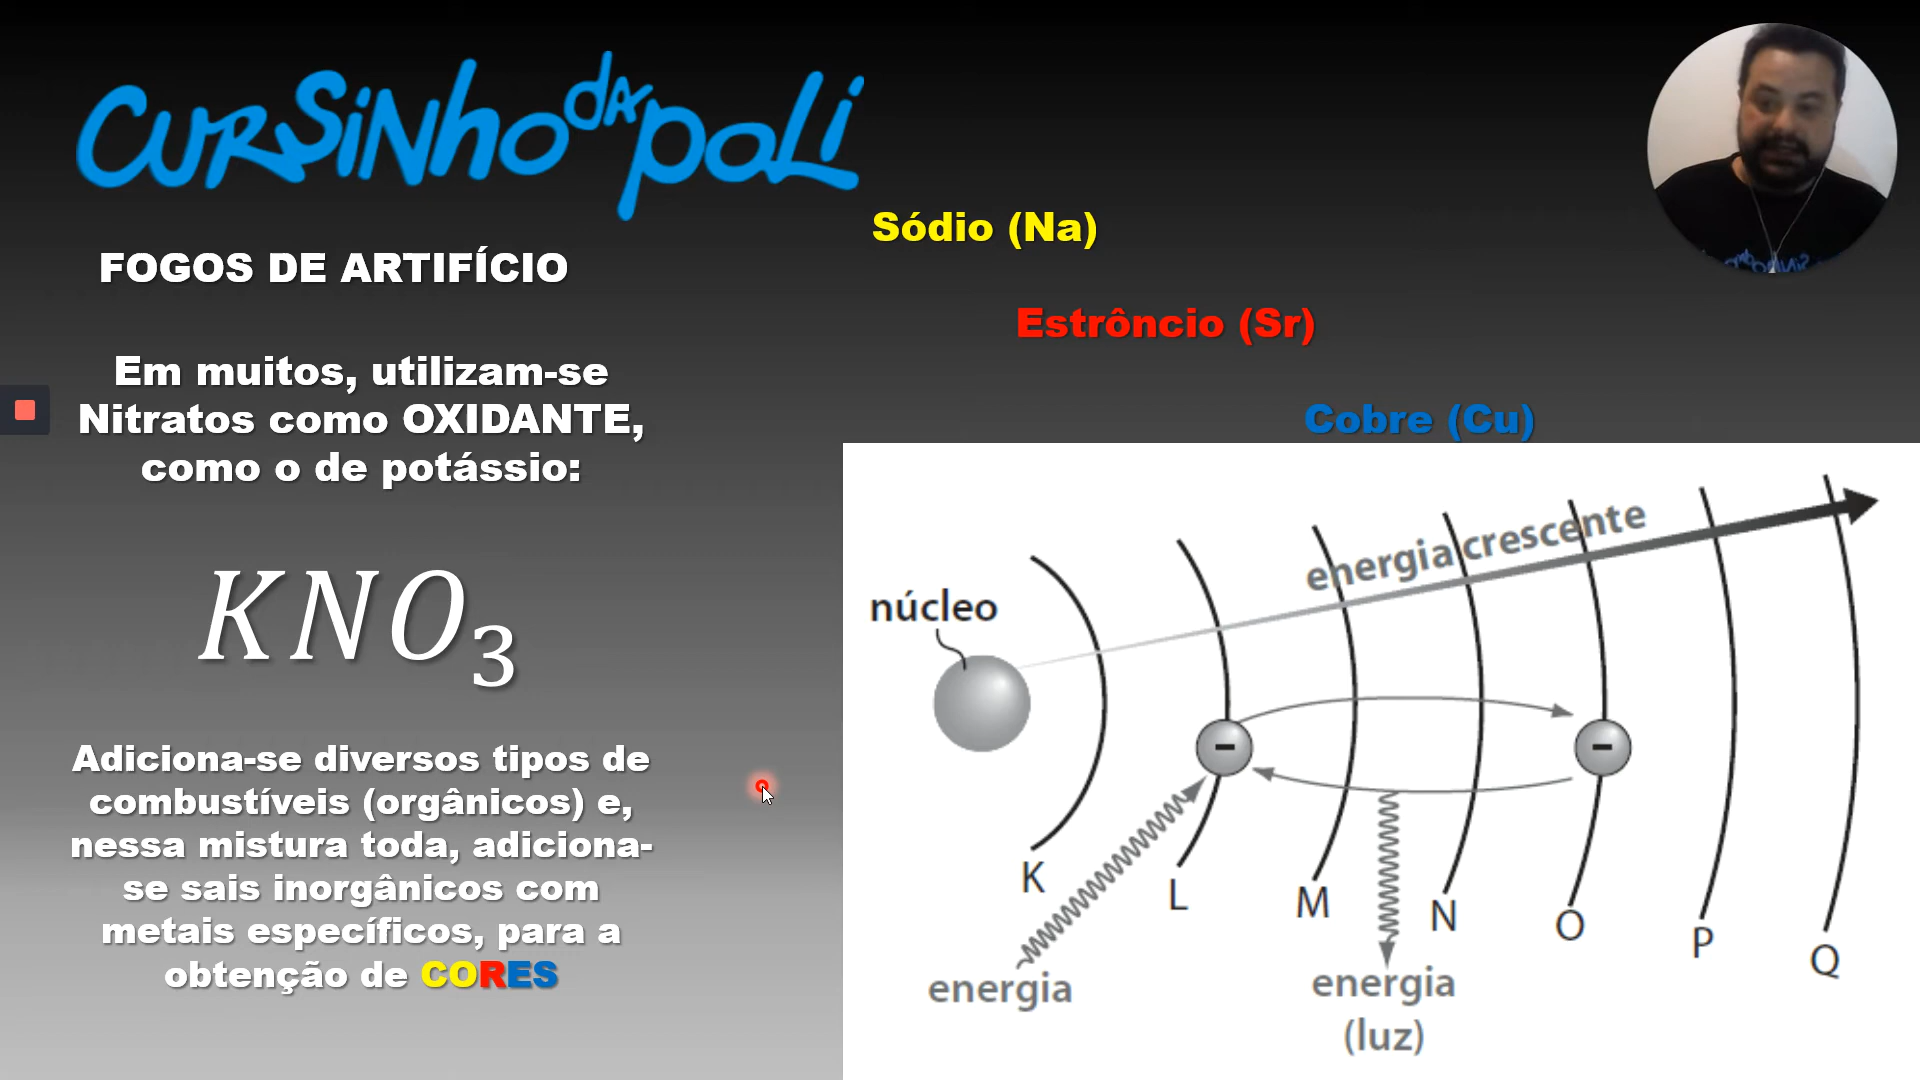 CURSINHO DA POLI
FOGOS DE ARTIFÍCIO
Em muitos, utilizam-se
Nitratos como OXIDANTE,
como o de potássio:
KNO₃
Adiciona-se diversos tipos de
combustíveis (orgânicos) e,
nessa mistura toda, adiciona-
se sais inorgânicos com
metais específicos, para a
obtenção de CORES
Sódio (Na)
Estrôncio (Sr)
Cobre (Cu)
energia crescente
núcleo
-
-
K
L
M
N
O
P
Q
energia
energia
(luz)